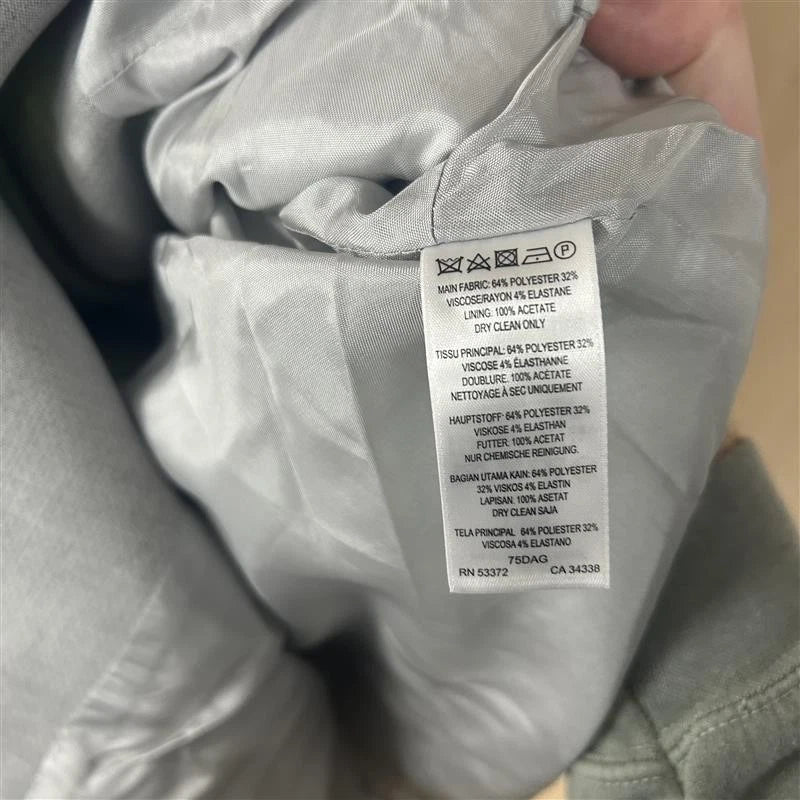 P
MAIN FABRIC: 64% POLYESTER 32%
VISCOSE/RAYON 4% ELASTANE
LINING: 100% ACETATE
DRY CLEAN ONLY
TISSU PRINCIPAL: 64% POLYESTER 32%
VISCOSE 4% ÉLASTHANNE
DOUBLURE: 100% ACÉTATE
NETTOYAGE À SEC UNIQUEMENT
HAUPTSTOFF: 64% POLYESTER 32%
VISKOSE 4% ELASTHAN
FUTTER: 100% ACETAT
NUR CHEMISCHE REINIGUNG.
BAGIAN UTAMA KAIN: 64% POLYESTER
32% VISKOS 4% ELASTIN
LAPISAN: 100% ASETAT
DRY CLEAN SAJA
TELA PRINCIPAL 64% POLIESTER 32%
VISCOSA 4% ELASTANO
75DAG
RN 53372 CA 34338